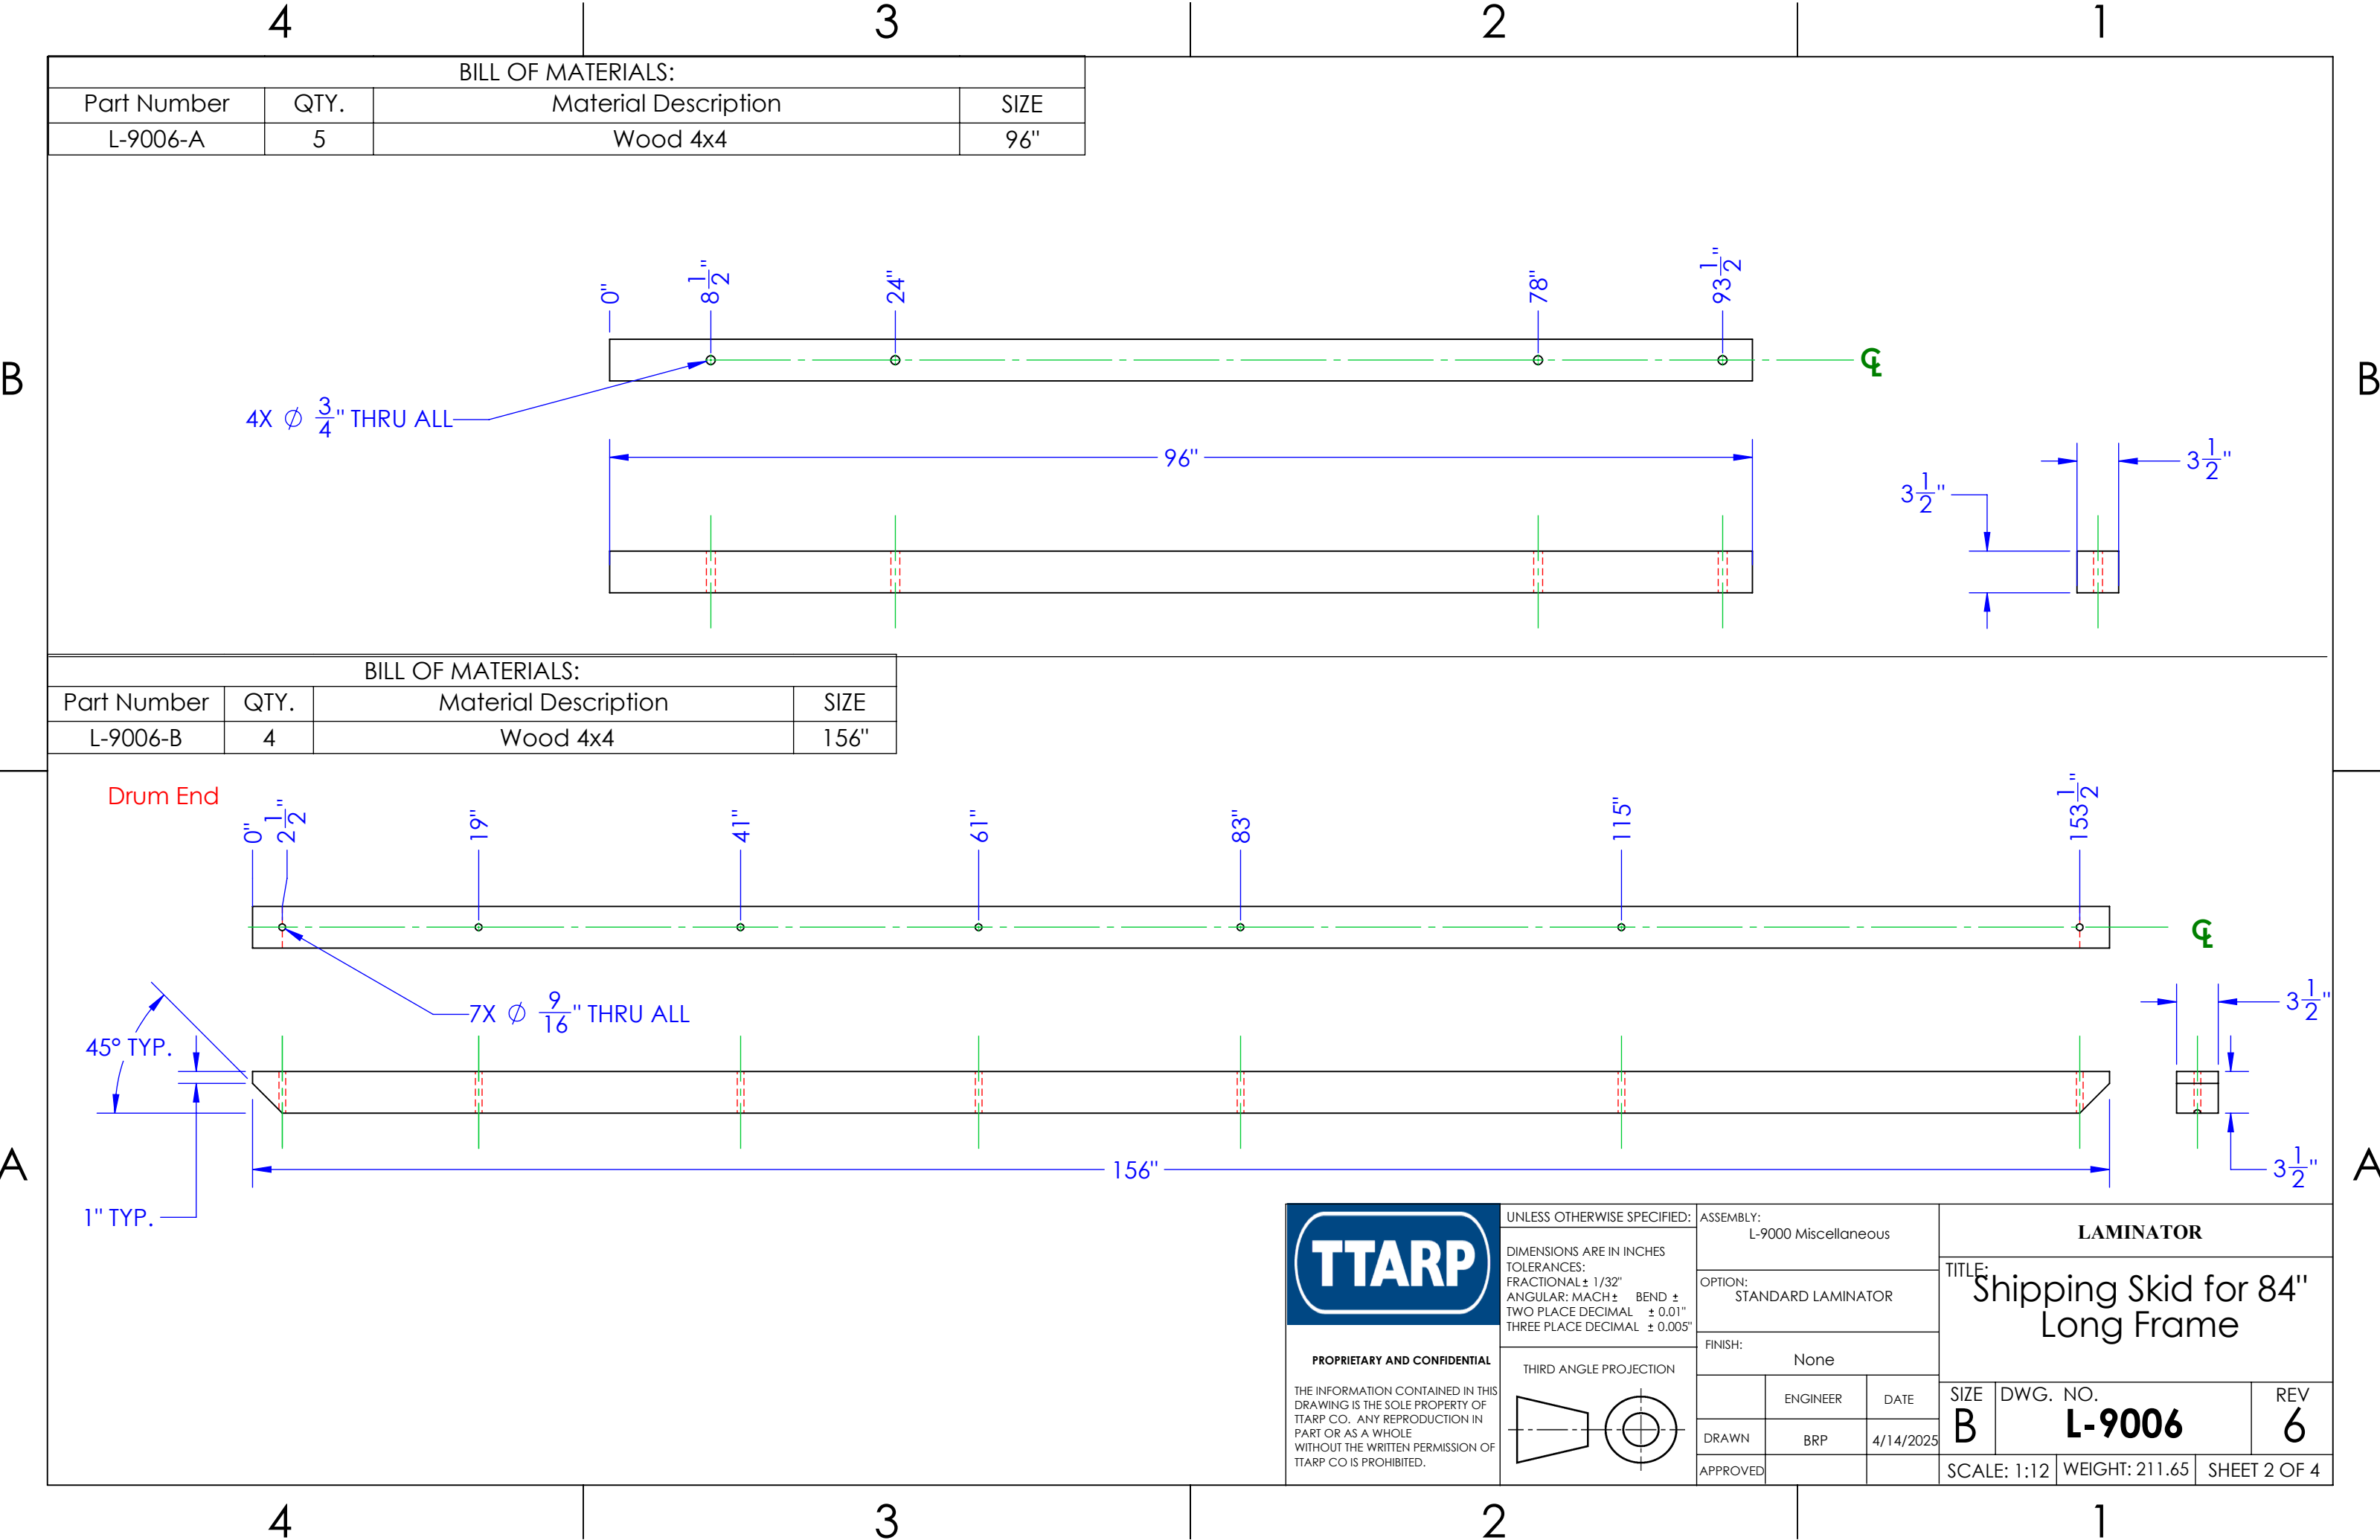 4 3 2 1
BILL OF MATERIALS:
Part Number QTY. Material Description SIZE
L-9006-A 5 Wood 4x4 96"
0" 8 1/2" 24" 78" 93 1/2"
B B
4X ∅ 3/4" THRU ALL
96"
3 1/2"
3 1/2"
BILL OF MATERIALS:
Part Number QTY. Material Description SIZE
L-9006-B 4 Wood 4x4 156"
Drum End
0" 2 1/2" 19" 41" 61" 83" 115" 153 1/2"
7X ∅ 9/16" THRU ALL
3 1/2"
45° TYP.
156"
3 1/2"
A A
1" TYP.
TTARP
PROPRIETARY AND CONFIDENTIAL
THE INFORMATION CONTAINED IN THIS
DRAWING IS THE SOLE PROPERTY OF
TTARP CO. ANY REPRODUCTION IN
PART OR AS A WHOLE
WITHOUT THE WRITTEN PERMISSION OF
TTARP CO IS PROHIBITED.
UNLESS OTHERWISE SPECIFIED:
DIMENSIONS ARE IN INCHES
TOLERANCES:
FRACTIONAL ± 1/32"
ANGULAR: MACH ± BEND ±
TWO PLACE DECIMAL ± 0.01"
THREE PLACE DECIMAL ± 0.005"
THIRD ANGLE PROJECTION
ASSEMBLY:
L-9000 Miscellaneous
OPTION:
STANDARD LAMINATOR
FINISH:
None
ENGINEER DATE
DRAWN BRP 4/14/2025
APPROVED
LAMINATOR
TITLE:
Shipping Skid for 84"
Long Frame
SIZE DWG. NO. REV
B L-9006 6
SCALE: 1:12 WEIGHT: 211.65 SHEET 2 OF 4
4 3 2 1